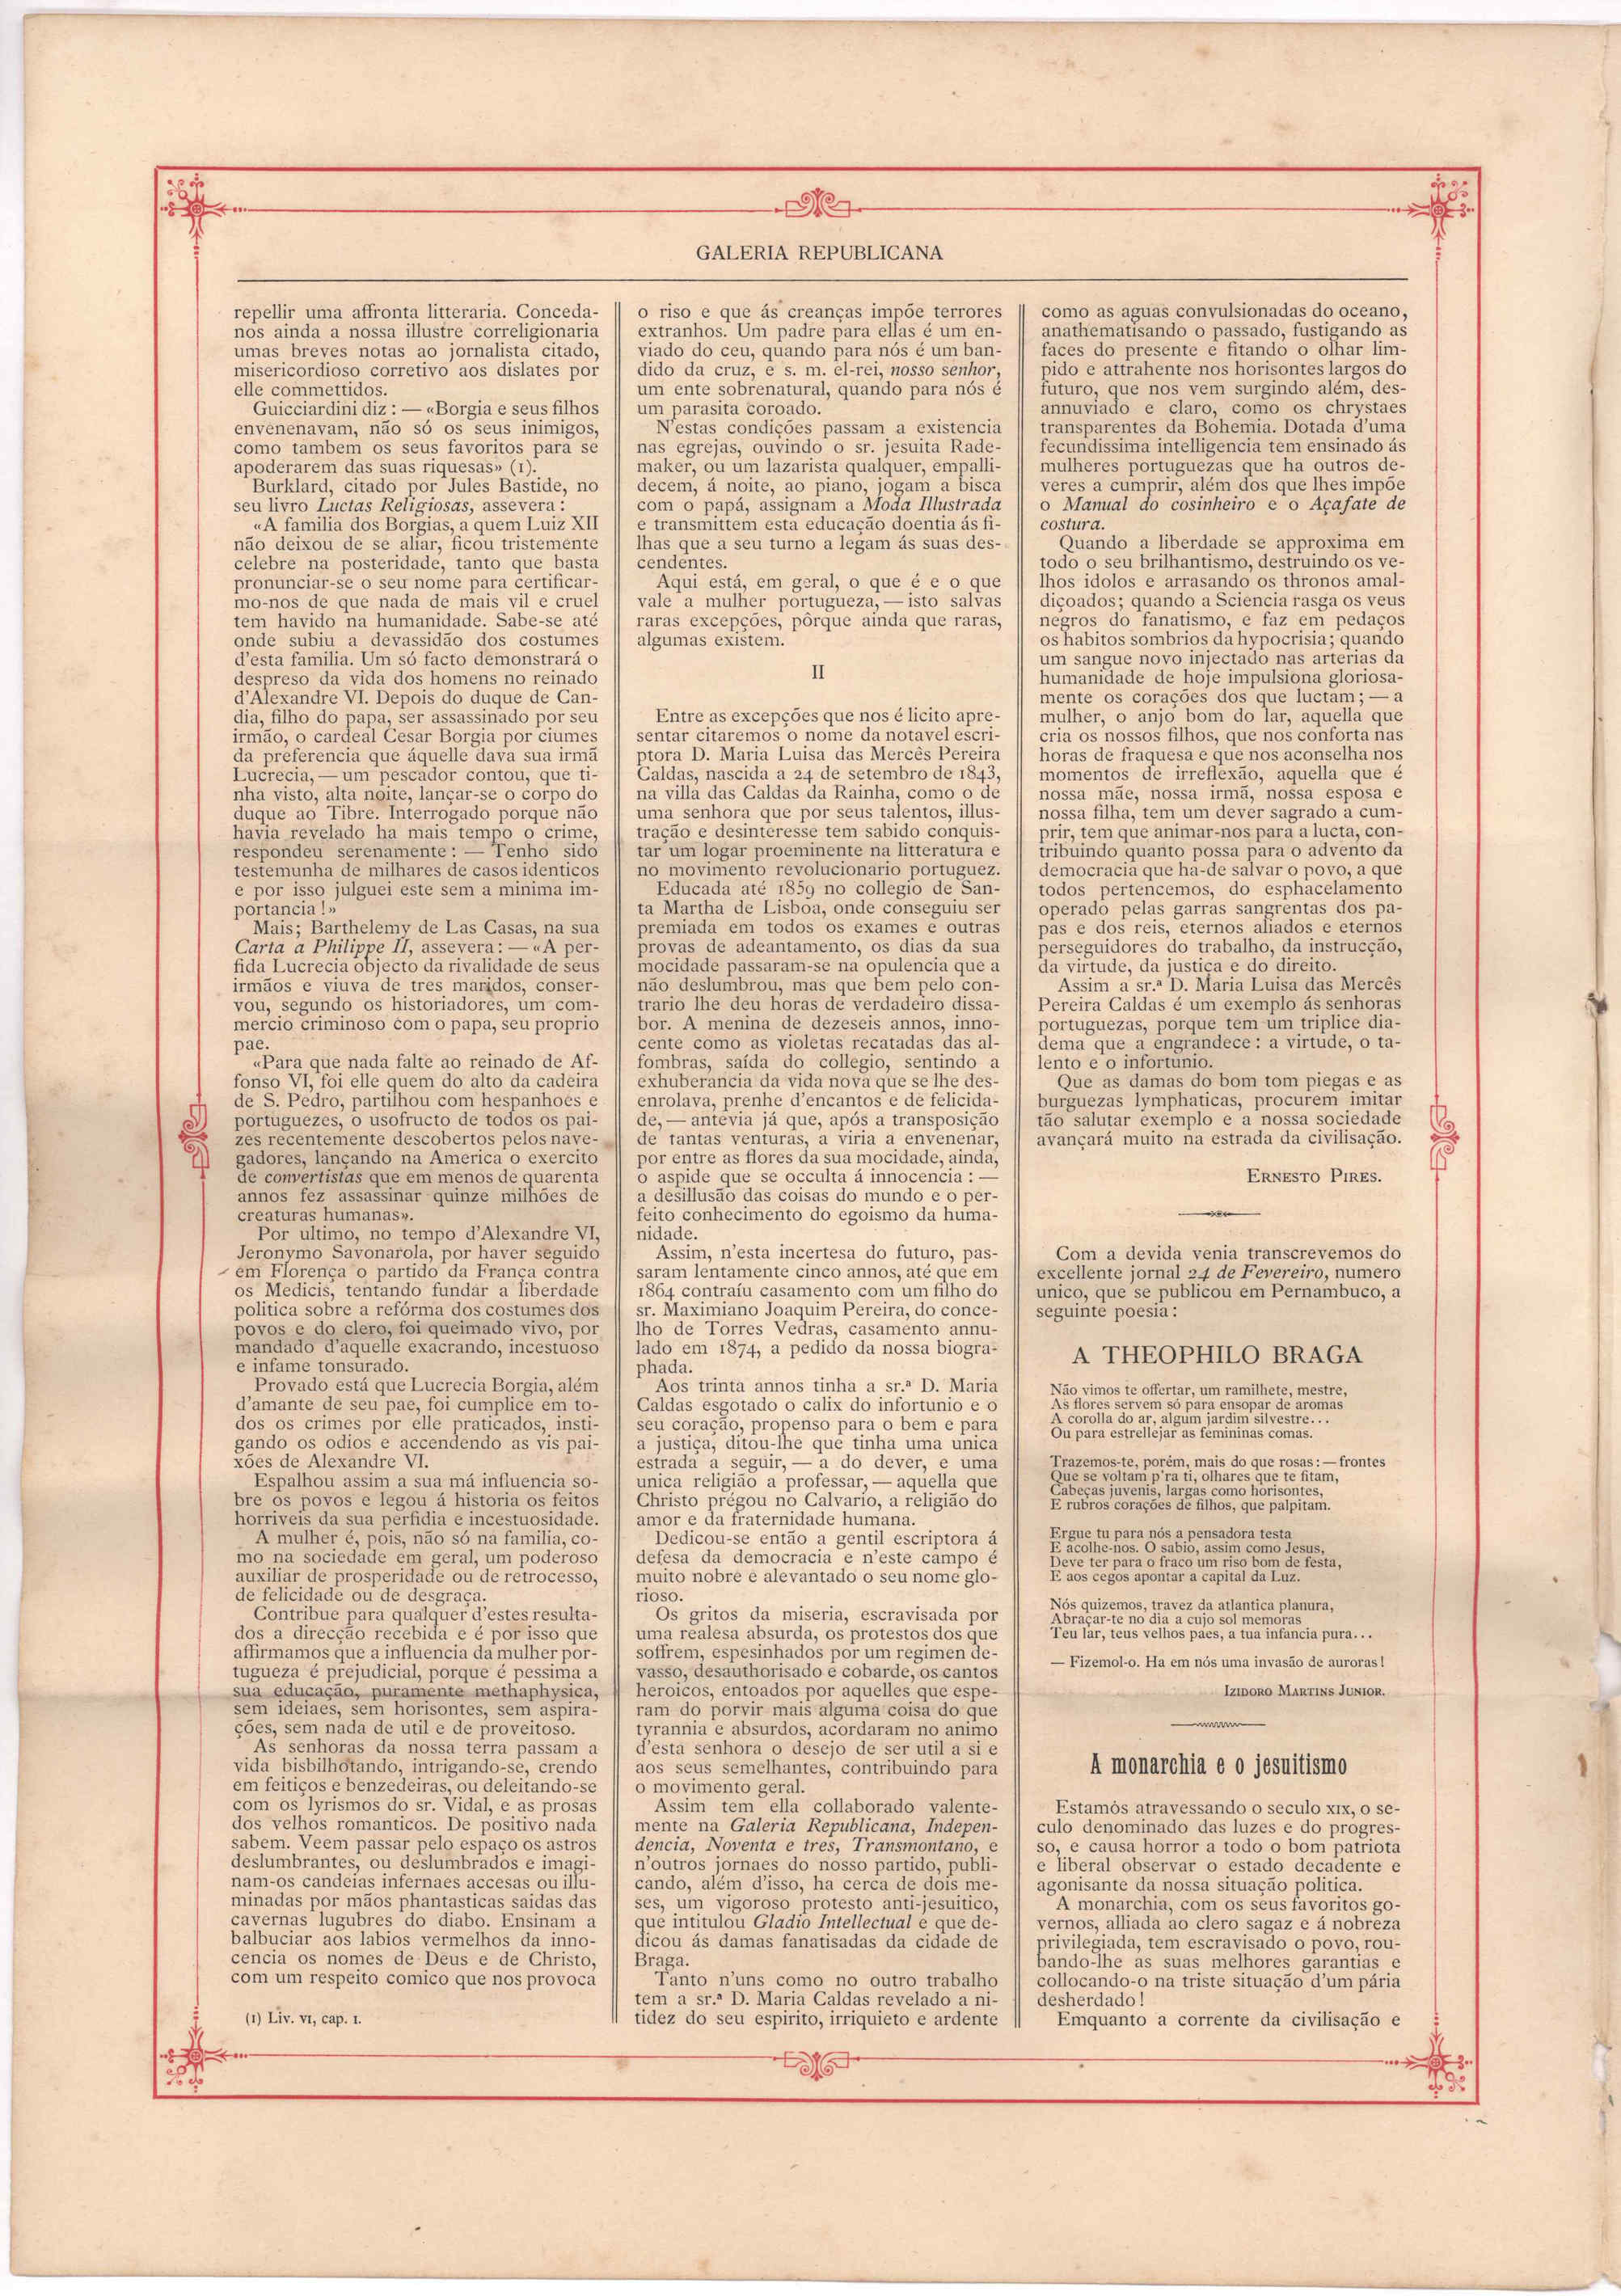 GALERIA REPUBLICANA
repellir uma affronta litteraria. Conceda-
nos ainda a nossa illustre correligionaria
umas breves notas ao jornalista citado,
misericordioso corretivo aos dislates por
elle commettidos.
Guicciardini diz : — «Borgia e seus filhos
envenenavam, não só os seus inimigos,
como tambem os seus favoritos para se
apoderarem das suas riquesas» (1).
Burklard, citado por Jules Bastide, no
seu livro Luctas Religiosas, assevera :
«A familia dos Borgias, a quem Luiz XII
não deixou de se aliar, ficou tristemente
celebre na posteridade, tanto que basta
pronunciar-se o seu nome para certificar-
mo-nos de que nada de mais vil e cruel
tem havido na humanidade. Sabe-se até
onde subiu a devassidão dos costumes
d'esta familia. Um só facto demonstrará o
despreso da vida dos homens no reinado
d'Alexandre VI. Depois do duque de Can-
dia, filho do papa, ser assassinado por seu
irmão, o cardeal Cesar Borgia por ciumes
da preferencia que áquelle dava sua irmã
Lucrecia, — um pescador contou, que ti-
nha visto, alta noite, lançar-se o corpo do
duque ao Tibre. Interrogado porque não
havia revelado ha mais tempo o crime,
respondeu serenamente : — Tenho sido
testemunha de milhares de casos identicos
e por isso julguei este sem a minima im-
portancia !»
Mais; Barthelemy de Las Casas, na sua
Carta a Philippe II, assevera : — «A per-
fida Lucrecia objecto da rivalidade de seus
irmãos e viuva de tres maridos, conser-
vou, segundo os historiadores, um com-
mercio criminoso com o papa, seu proprio
pae.
«Para que nada falte ao reinado de Af-
fonso VI, foi elle quem do alto da cadeira
de S. Pedro, partilhou com hespanhoes e
portuguezes, o usofructo de todos os pai-
zes recentemente descobertos pelos nave-
gadores, lançando na America o exercito
de convertistas que em menos de quarenta
annos fez assassinar quinze milhões de
creaturas humanas».
Por ultimo, no tempo d'Alexandre VI,
Jeronymo Savonarola, por haver seguido
em Florença o partido da França contra
os Medicis, tentando fundar a liberdade
politica sobre a refórma dos costumes dos
povos e do clero, foi queimado vivo, por
mandado d'aquelle exacrando, incestuoso
e infame tonsurado.
Provado está que Lucrecia Borgia, além
d'amante de seu pae, foi cumplice em to-
dos os crimes por elle praticados, insti-
gando os odios e accendendo as vis pai-
xões de Alexandre VI.
Espalhou assim a sua má influencia so-
bre os povos e legou á historia os feitos
horriveis da sua perfidia e incestuosidade.
A mulher é, pois, não só na familia, co-
mo na sociedade em geral, um poderoso
auxiliar de prosperidade ou de retrocesso,
de felicidade ou de desgraça.
Contribue para qualquer d'estes resulta-
dos a direcção recebida e é por isso que
affirmamos que a influencia da mulher por-
tugueza é prejudicial, porque é pessima a
sua educação, puramente methaphysica,
sem ideiaes, sem horisontes, sem aspira-
ções, sem nada de util e de proveitoso.
As senhoras da nossa terra passam a
vida bisbilhotando, intrigando-se, crendo
em feitiços e benzedeiras, ou deleitando-se
com os lyrismos do sr. Vidal, e as prosas
dos velhos romanticos. De positivo nada
sabem. Veem passar pelo espaço os astros
deslumbrantes, ou deslumbrados e imagi-
nam-os candeias infernaes accesas ou illu-
minadas por mãos phantasticas saidas das
cavernas lugubres do diabo. Ensinam a
balbuciar aos labios vermelhos da inno-
cencia os nomes de Deus e de Christo,
com um respeito comico que nos provoca
(1) Liv. VI, cap. I.
o riso e que ás creanças impõe terrores
extranhos. Um padre para ellas é um en-
viado do ceu, quando para nós é um ban-
dido da cruz, e s. m. el-rei, nosso senhor,
um ente sobrenatural, quando para nós é
um parasita coroado.
N'estas condições passam a existencia
nas egrejas, ouvindo o sr. jesuita Rade-
maker, ou um lazarista qualquer, empalli-
decem, á noite, ao piano, jogam a bisca
com o papá, assignam a Moda Illustrada
e transmittem esta educação doentia ás fi-
lhas que a seu turno a legam ás suas des-
cendentes.
Aqui está, em geral, o que é e o que
vale a mulher portugueza, — isto salvas
raras excepções, pôrque ainda que raras,
algumas existem.
II
Entre as excepções que nos é licito apre-
sentar citaremos o nome da notavel escri-
ptora D. Maria Luisa das Mercês Pereira
Caldas, nascida a 24 de setembro de 1843,
na villa das Caldas da Rainha, como o de
uma senhora que por seus talentos, illus-
tração e desinteresse tem sabido conquis-
tar um logar proeminente na litteratura e
no movimento revolucionario portuguez.
Educada até 1859 no collegio de San-
ta Martha de Lisboa, onde conseguiu ser
premiada em todos os exames e outras
provas de adeantamento, os dias da sua
mocidade passaram-se na opulencia que a
não deslumbrou, mas que bem pelo con-
trario lhe deu horas de verdadeiro dissa-
bor. A menina de dezeseis annos, inno-
cente como as violetas recatadas das al-
fombras, saída do collegio, sentindo a
exhuberancia da vida nova que se lhe des-
enrolava, prenhe d'encantos e de felicida-
de, — antevia já que, após a transposição
de tantas venturas, a viria a envenenar,
por entre as flores da sua mocidade, ainda,
o aspide que se occulta á innocencia : —
a desillusão das coisas do mundo e o per-
feito conhecimento do egoismo da huma-
nidade.
Assim, n'esta incertesa do futuro, pas-
saram lentamente cinco annos, até que em
1864 contraíu casamento com um filho do
sr. Maximiano Joaquim Pereira, do conce-
lho de Torres Vedras, casamento annu-
lado em 1874, a pedido da nossa biogra-
phada.
Aos trinta annos tinha a sr.ª D. Maria
Caldas esgotado o calix do infortunio e o
seu coração, propenso para o bem e para
a justiça, ditou-lhe que tinha uma unica
estrada a seguir, — a do dever, e uma
unica religião a professar, — aquella que
Christo prégou no Calvario, a religião do
amor e da fraternidade humana.
Dedicou-se então a gentil escriptora á
defesa da democracia e n'este campo é
muito nobre e alevantado o seu nome glo-
rioso.
Os gritos da miseria, escravisada por
uma realesa absurda, os protestos dos que
soffrem, espesinhados por um regimen de-
vasso, desauthorisado e cobarde, os cantos
heroicos, entoados por aquelles que espe-
ram do porvir mais alguma coisa do que
tyrannia e absurdos, acordaram no animo
d'esta senhora o desejo de ser util a si e
aos seus semelhantes, contribuindo para
o movimento geral.
Assim tem ella collaborado valente-
mente na Galeria Republicana, Indepen-
dencia, Noventa e tres, Transmontano, e
n'outros jornaes do nosso partido, publi-
cando, além d'isso, ha cerca de dois me-
ses, um vigoroso protesto anti-jesuitico,
que intitulou Gladio Intellectual e que de-
dicou ás damas fanatisadas da cidade de
Braga.
Tanto n'uns como no outro trabalho
tem a sr.ª D. Maria Caldas revelado a ni-
tidez do seu espirito, irriquieto e ardente
como as aguas convulsionadas do oceano,
anathematisando o passado, fustigando as
faces do presente e fitando o olhar lim-
pido e attrahente nos horisontes largos do
futuro, que nos vem surgindo além, des-
annuviado e claro, como os chrystaes
transparentes da Bohemia. Dotada d'uma
fecundissima intelligencia tem ensinado ás
mulheres portuguezas que ha outros de-
veres a cumprir, além dos que lhes impõe
o Manual do cosinheiro e o Açafate de
costura.
Quando a liberdade se approxima em
todo o seu brilhantismo, destruindo os ve-
lhos idolos e arrasando os thronos amal-
diçoados; quando a Sciencia rasga os veus
negros do fanatismo, e faz em pedaços
os habitos sombrios da hypocrisia; quando
um sangue novo injectado nas arterias da
humanidade de hoje impulsiona gloriosa-
mente os corações dos que luctam; — a
mulher, o anjo bom do lar, aquella que
cria os nossos filhos, que nos conforta nas
horas de fraquesa e que nos aconselha nos
momentos de irreflexão, aquella que é
nossa mãe, nossa irmã, nossa esposa e
nossa filha, tem um dever sagrado a cum-
prir, tem que animar-nos para a lucta, con-
tribuindo quanto possa para o advento da
democracia que ha-de salvar o povo, a que
todos pertencemos, do esphacelamento
operado pelas garras sangrentas dos pa-
pas e dos reis, eternos aliados e eternos
perseguidores do trabalho, da instrucção,
da virtude, da justiça e do direito.
Assim a sr.ª D. Maria Luisa das Mercês
Pereira Caldas é um exemplo ás senhoras
portuguezas, porque tem um triplice dia-
dema que a engrandece : a virtude, o ta-
lento e o infortunio.
Que as damas do bom tom piegas e as
burguezas lymphaticas, procurem imitar
tão salutar exemplo e a nossa sociedade
avançará muito na estrada da civilisação.
ERNESTO PIRES.
Com a devida venia transcrevemos do
excellente jornal 24 de Fevereiro, numero
unico, que se publicou em Pernambuco, a
seguinte poesia :
A THEOPHILO BRAGA
Não vimos te offertar, um ramilhete, mestre,
As flores servem só para ensopar de aromas
A corolla do ar, algum jardim silvestre...
Ou para estrellejar as femininas comas.
Trazemos-te, porém, mais do que rosas : — frontes
Que se voltam p'ra ti, olhares que te fitam,
Cabeças juvenis, largas como horisontes,
E rubros corações de filhos, que palpitam.
Ergue tu para nós a pensadora testa
E acolhe-nos. O sabio, assim como Jesus,
Deve ter para o fraco um riso bom de festa,
E aos cegos apontar a capital da Luz.
Nós quizemos, travez da atlantica planura,
Abraçar-te no dia a cujo sol memoras
Teu lar, teus velhos paes, a tua infancia pura...
— Fizemol-o. Ha em nós uma invasão de auroras !
IZIDORO MARTINS JUNIOR.
A monarchia e o jesuitismo
Estamos atravessando o seculo XIX, o se-
culo denominado das luzes e do progres-
so, e causa horror a todo o bom patriota
e liberal observar o estado decadente e
agonisante da nossa situação politica.
A monarchia, com os seus favoritos go-
vernos, alliada ao clero sagaz e á nobreza
privilegiada, tem escravisado o povo, rou-
bando-lhe as suas melhores garantias e
collocando-o na triste situação d'um pária
desherdado !
Emquanto a corrente da civilisação e